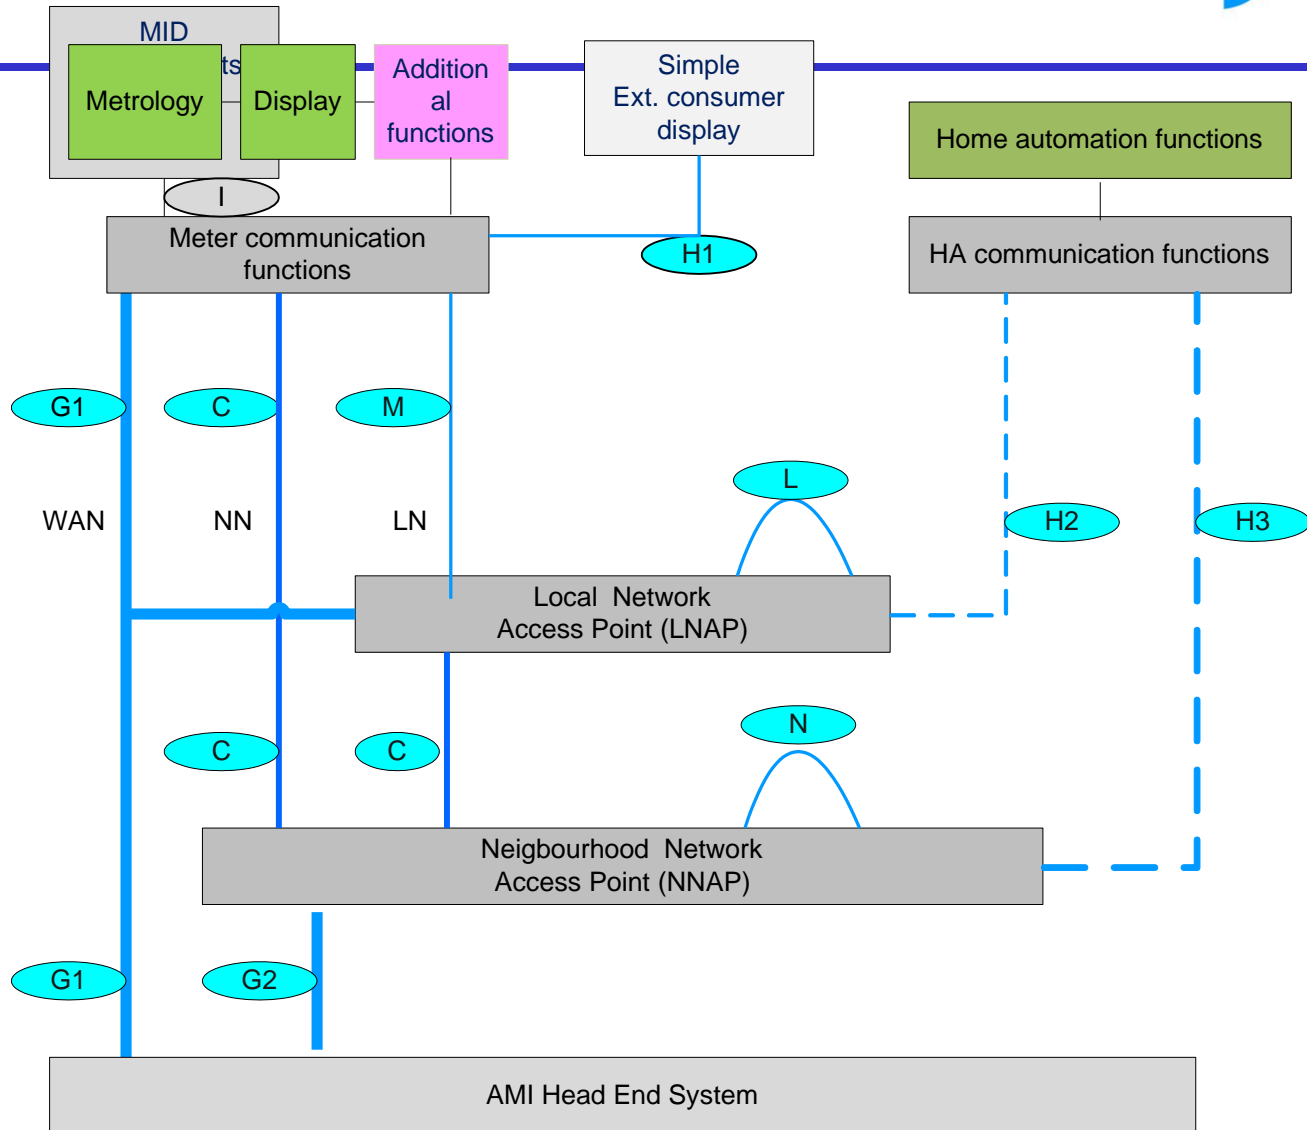 MID
ts
Metrology
Display
Addition
al
functions
Simple
Ext. consumer
display
Home automation functions
I
Meter communication
functions
H1
HA communication functions
G1
C
M
L
WAN
NN
LN
H2
H3
Local Network
Access Point (LNAP)
C
C
N
Neigbourhood Network
Access Point (NNAP)
G1
G2
AMI Head End System